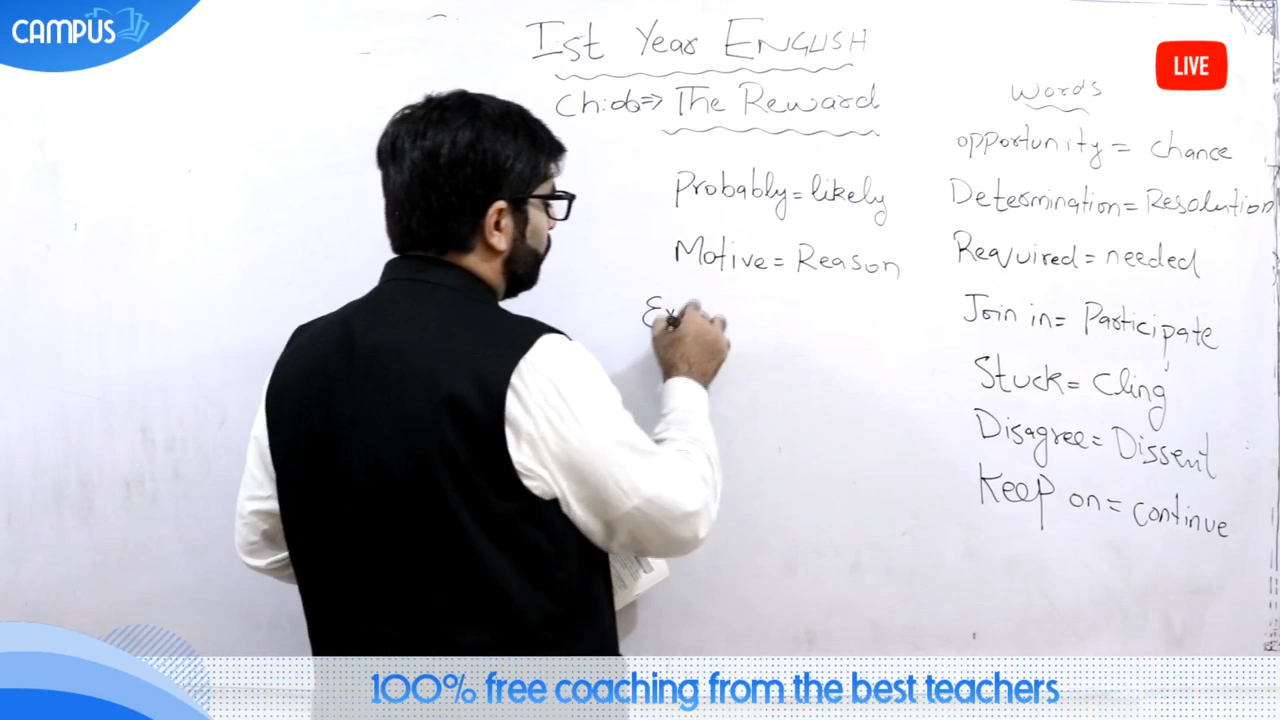 CAMPUS
LIVE
Ist Year ENGLISH
Ch:06=> The Reward
Probably = likely
Motive = Reason
Ex
words
opportunity = chance
Determination = Resolution
Required = needed
Join in = Participate
Stuck = Cling
Disagree = Dissent
Keep on = continue
100% free coaching from the best teachers